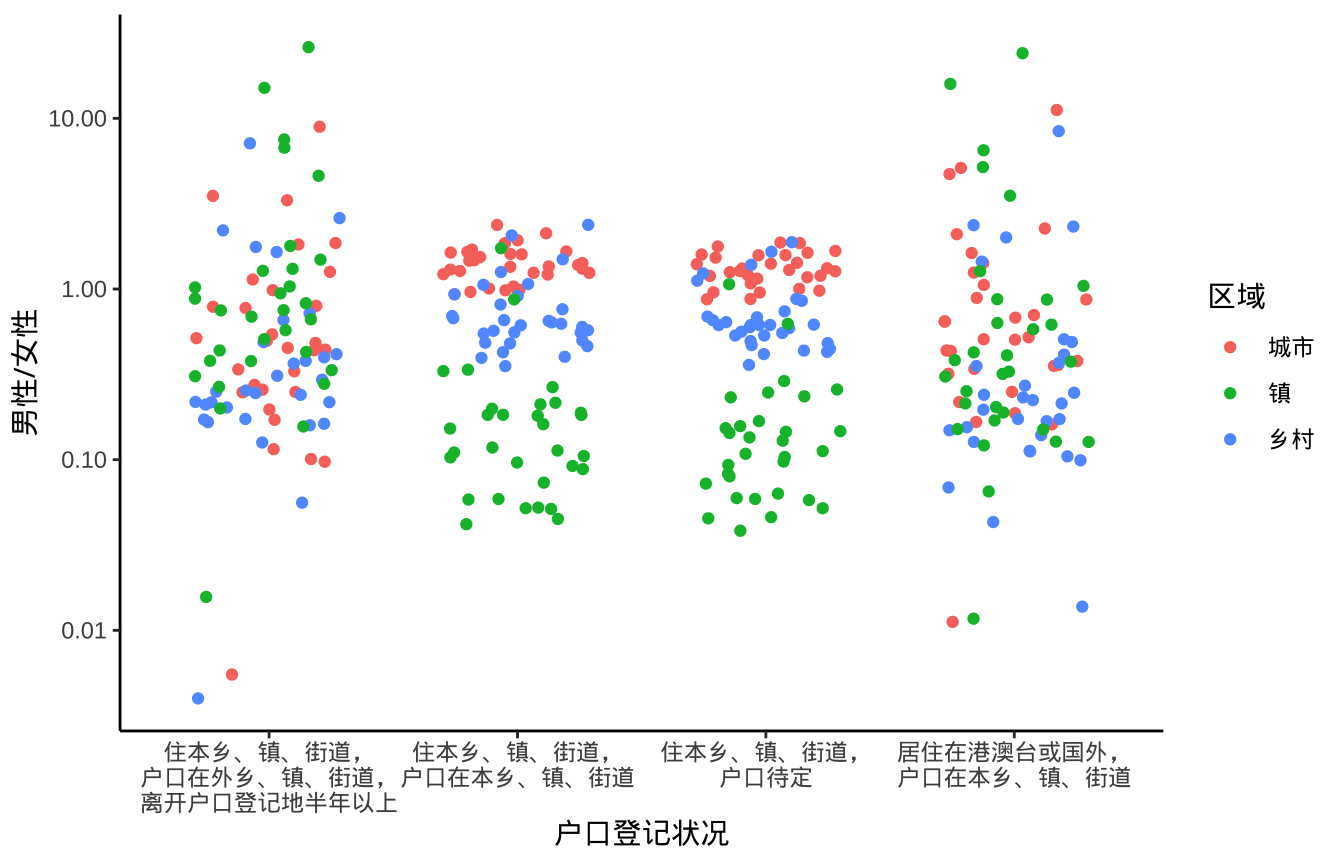 男性/女性
10.00
1.00
0.10
0.01
住本乡、镇、街道，
户口在外乡、镇、街道，
离开户口登记地半年以上
住本乡、镇、街道，
户口在本乡、镇、街道
住本乡、镇、街道，
户口待定
居住在港澳台或国外，
户口在本乡、镇、街道
户口登记状况
区域
城市
镇
乡村